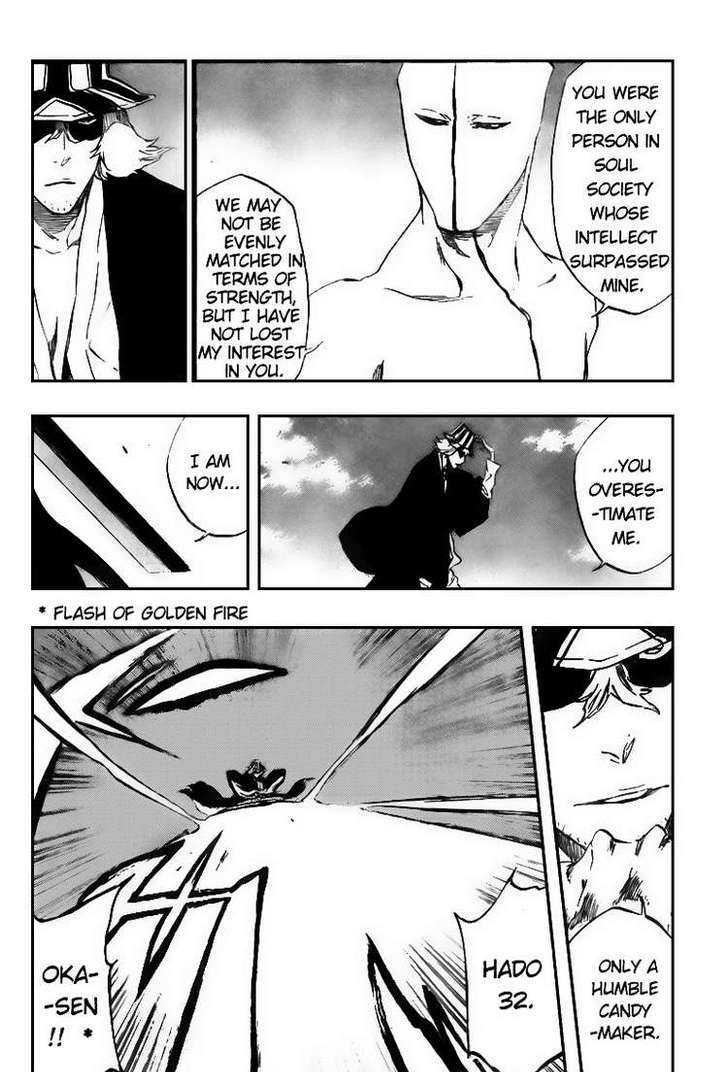 YOU WERE
THE ONLY
PERSON IN
SOUL
SOCIETY
WHOSE
INTELLECT
SURPASSED
MINE.
WE MAY
NOT BE
EVENLY
MATCHED IN
TERMS OF
STRENGTH,
BUT I HAVE
NOT LOST
MY INTEREST
IN YOU.
...YOU
OVERES-
-TIMATE
ME.
I AM
NOW...
* FLASH OF GOLDEN FIRE
ONLY A
HUMBLE
CANDY
-MAKER.
HADO
32.
OKA-
-SEN
!! *